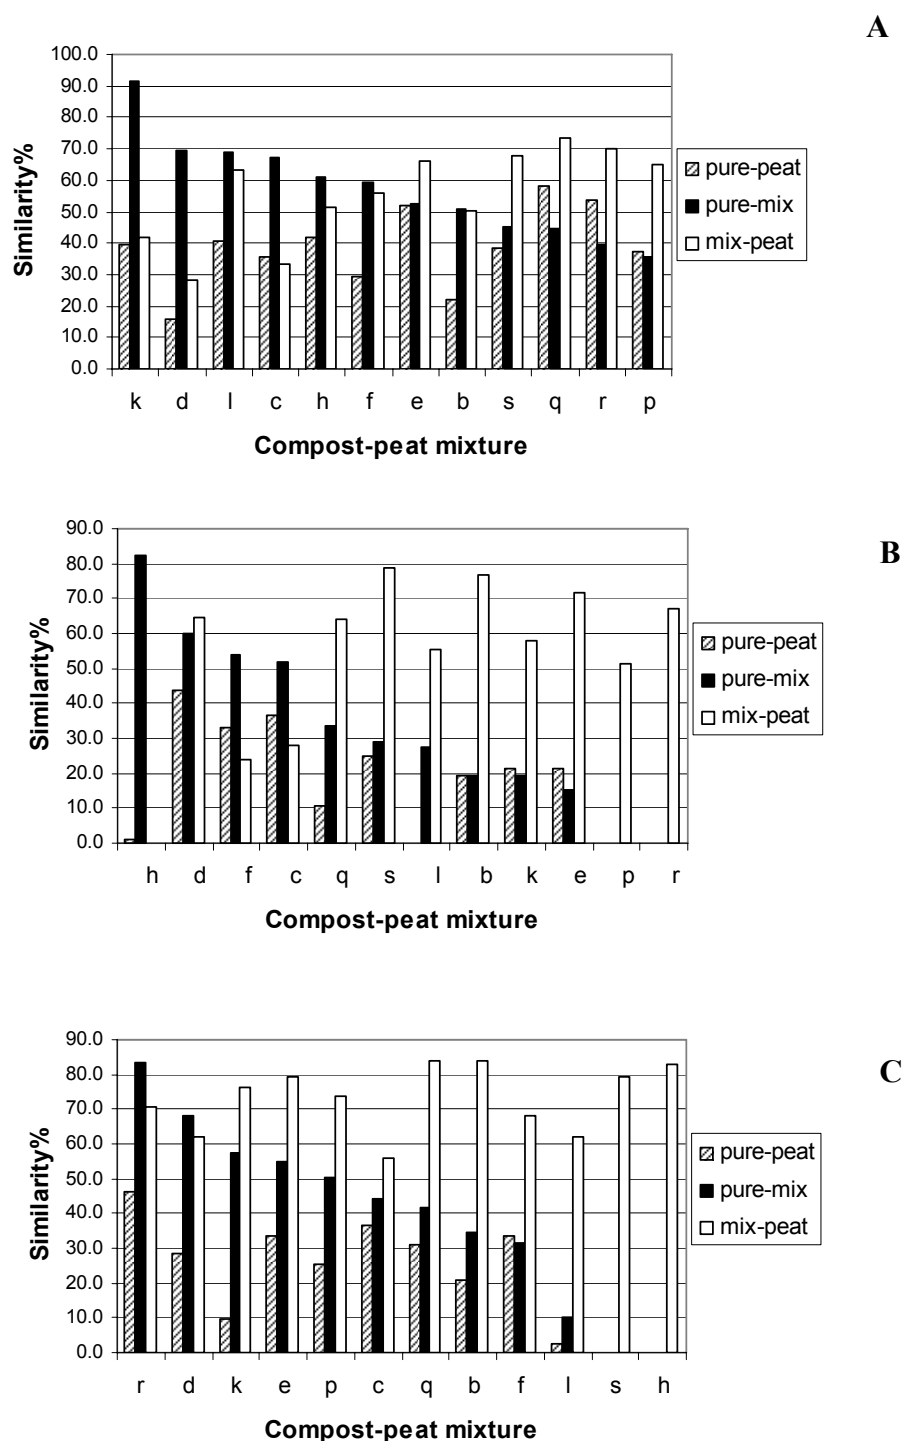 A
100.0
90.0
80.0
70.0
60.0
50.0
40.0
30.0
20.0
10.0
0.0
Similarity%
k d l c h f e b s q r p
Compost-peat mixture
pure-peat
pure-mix
mix-peat
B
90.0
80.0
70.0
60.0
50.0
40.0
30.0
20.0
10.0
0.0
Similarity%
h d f c q s l b k e p r
Compost-peat mixture
pure-peat
pure-mix
mix-peat
C
90.0
80.0
70.0
60.0
50.0
40.0
30.0
20.0
10.0
0.0
Similarity%
r d k e p c q b f l s h
Compost-peat mixture
pure-peat
pure-mix
mix-peat